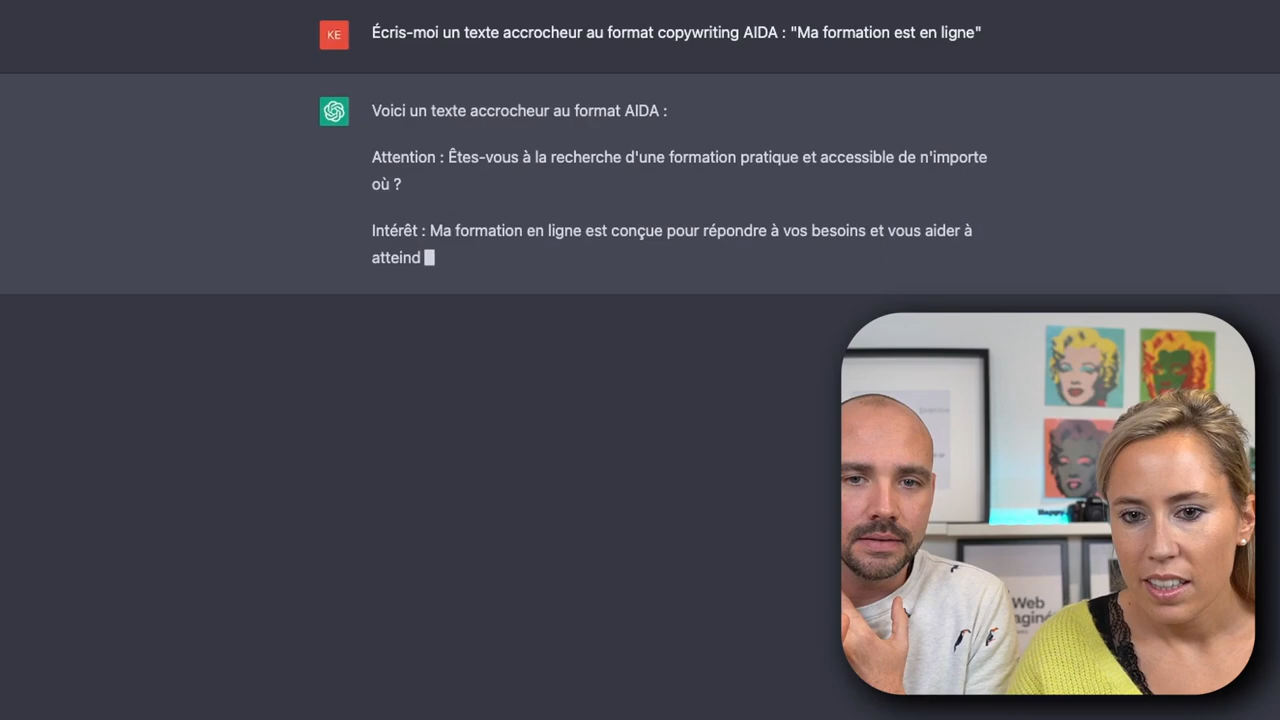 KE
Écris-moi un texte accrocheur au format copywriting AIDA : "Ma formation est en ligne"
Voici un texte accrocheur au format AIDA :
Attention : Êtes-vous à la recherche d'une formation pratique et accessible de n'importe
où ?
Intérêt : Ma formation en ligne est conçue pour répondre à vos besoins et vous aider à
atteind
Web